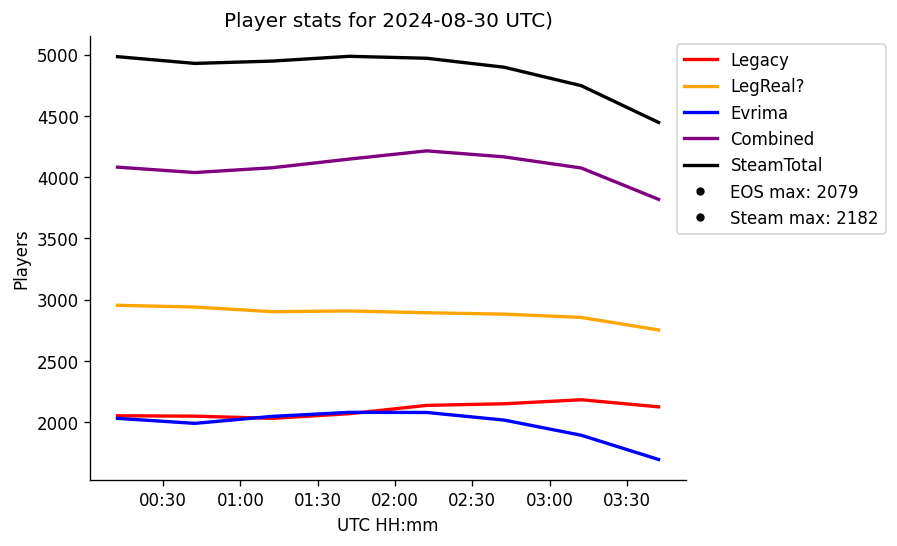 Player stats for 2024-08-30 UTC)
5000
4500
4000
3500
3000
2500
2000
Players
00:30 01:00 01:30 02:00 02:30 03:00 03:30
UTC HH:mm
Legacy
LegReal?
Evrima
Combined
SteamTotal
EOS max: 2079
Steam max: 2182